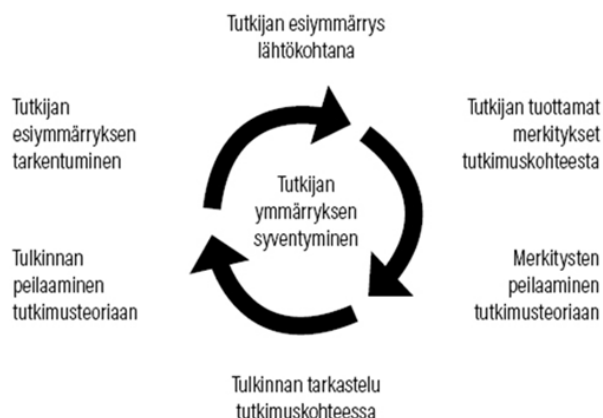 Tutkijan esiymmärrys
lähtökohtana
Tutkijan tuottamat
merkitykset
tutkimuskohteesta
Merkitysten
peilaaminen
tutkimusteoriaan
Tulkinnan tarkastelu
tutkimuskohteessa
Tulkinnan
peilaaminen
tutkimusteoriaan
Tutkijan
esiymmärryksen
tarkentuminen
Tutkijan
ymmärryksen
syventyminen